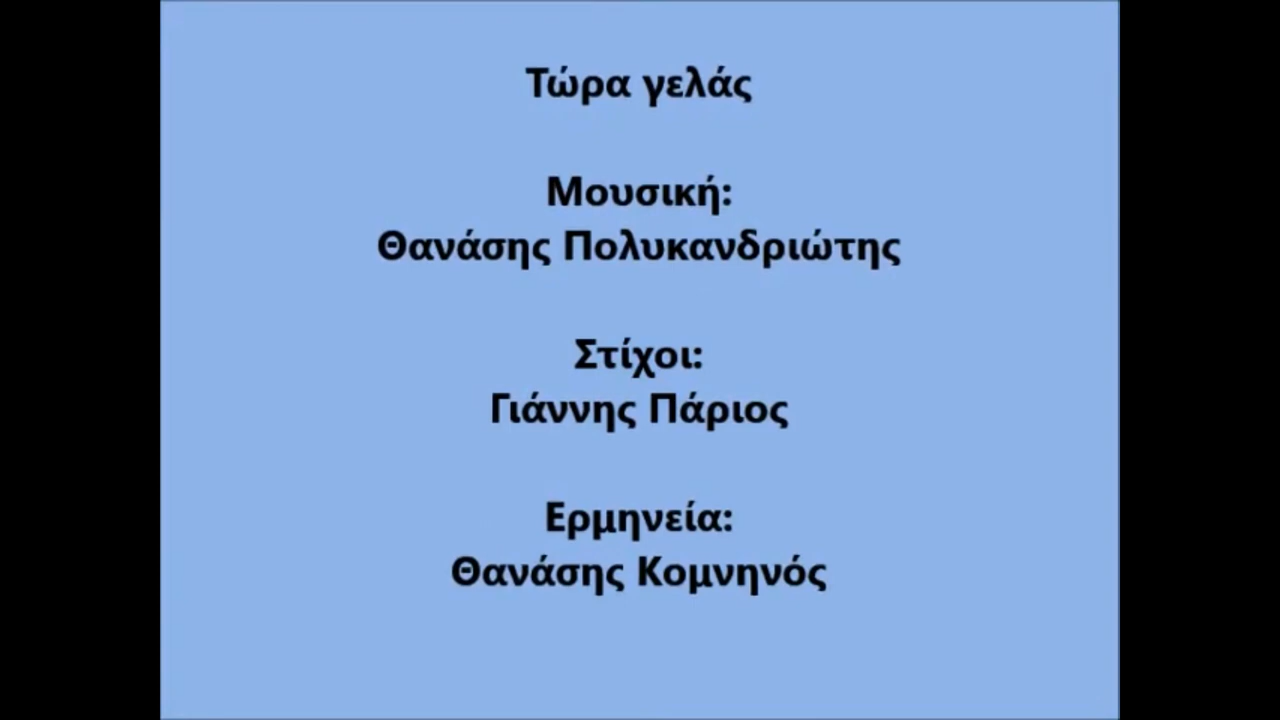 Τώρα γελάς
Μουσική:
Θανάσης Πολυκανδριώτης
Στίχοι:
Γιάννης Πάριος
Ερμηνεία:
Θανάσης Κομνηνός